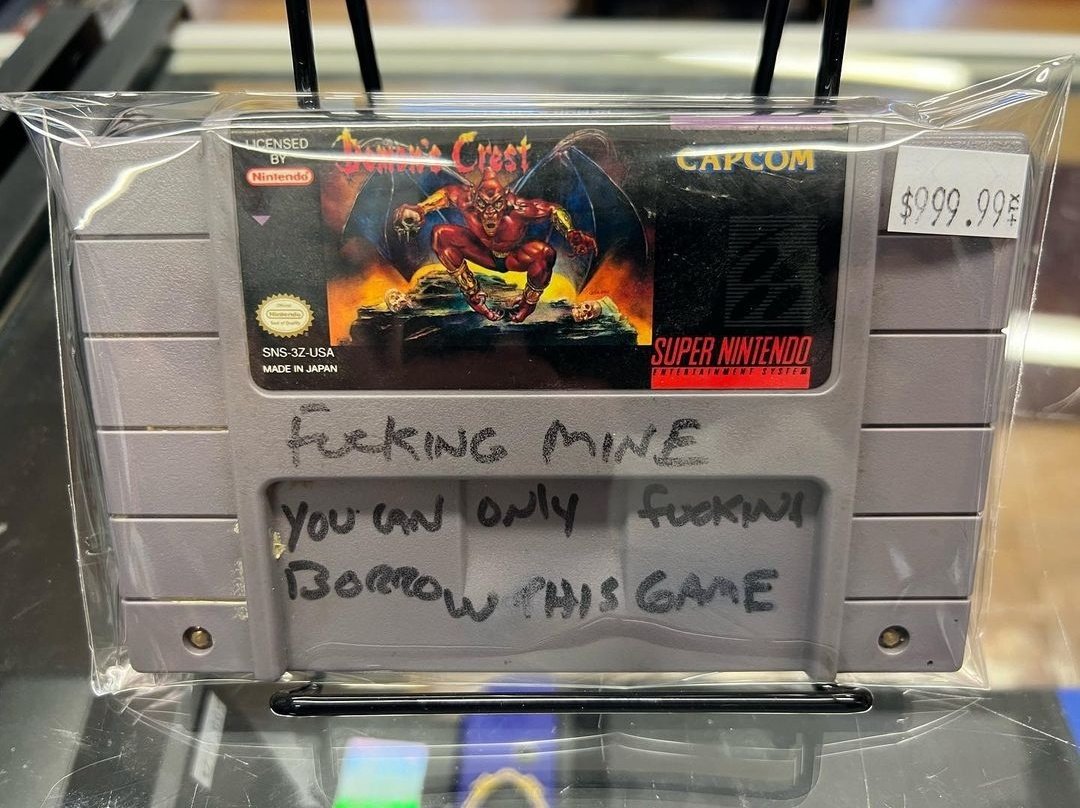 LICENSED
BY
Nintendo
Demon's Crest
CAPCOM
$999.99
SNS-3Z-USA
MADE IN JAPAN
SUPER NINTENDO
ENTERTAINMENT SYSTEM
FUCKING MINE
YOU CAN ONLY FUCKING
BORROW THIS GAME